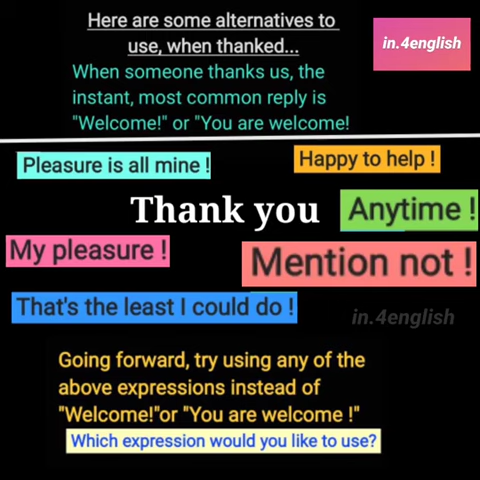 Here are some alternatives to
use, when thanked...
in.4english
When someone thanks us, the
instant, most common reply is
"Welcome!" or "You are welcome!
Pleasure is all mine !
Happy to help !
Thank you
Anytime !
My pleasure !
Mention not !
That's the least I could do !
in.4english
Going forward, try using any of the
above expressions instead of
"Welcome!"or "You are welcome !"
Which expression would you like to use?